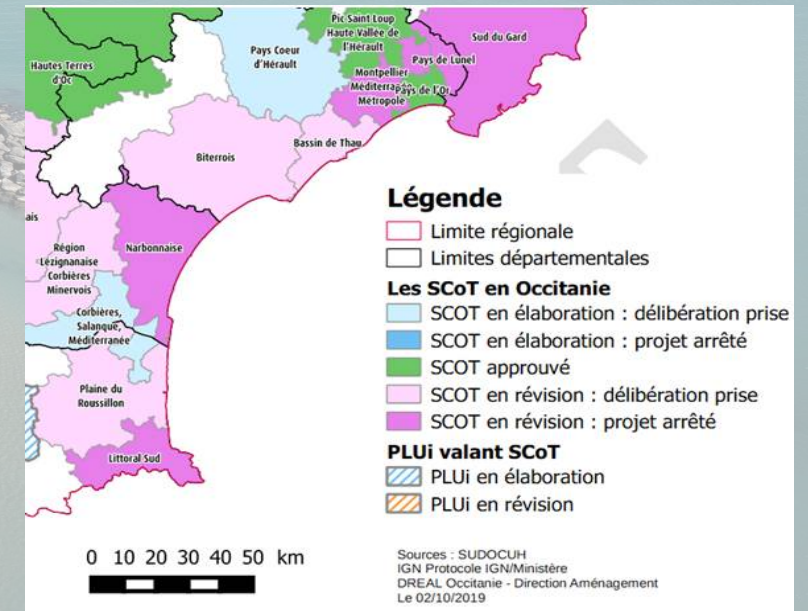 Pic Saint Loup
Haute Vallée de
l'Hérault
Sud du Gard
Pays Coeur
d'Hérault
Hautes Terres
d'Oc
Pays de Lunel
Montpellier
Méditerranée
Métropole
Pays de l'Or
Bassin de Thau
Biterrois
ais
Région
Lézignanaise
Corbières
Minervois
Narbonnaise
Corbières,
Salanque,
Méditerranée
Plaine du
Roussillon
Littoral Sud
Légende
Limite régionale
Limites départementales
Les SCoT en Occitanie
SCOT en élaboration : délibération prise
SCOT en élaboration : projet arrêté
SCOT approuvé
SCOT en révision : délibération prise
SCOT en révision : projet arrêté
PLUi valant SCoT
PLUi en élaboration
PLUi en révision
0 10 20 30 40 50 km
Sources : SUDOCUH
IGN Protocole IGN/Ministère
DREAL Occitanie - Direction Aménagement
Le 02/10/2019